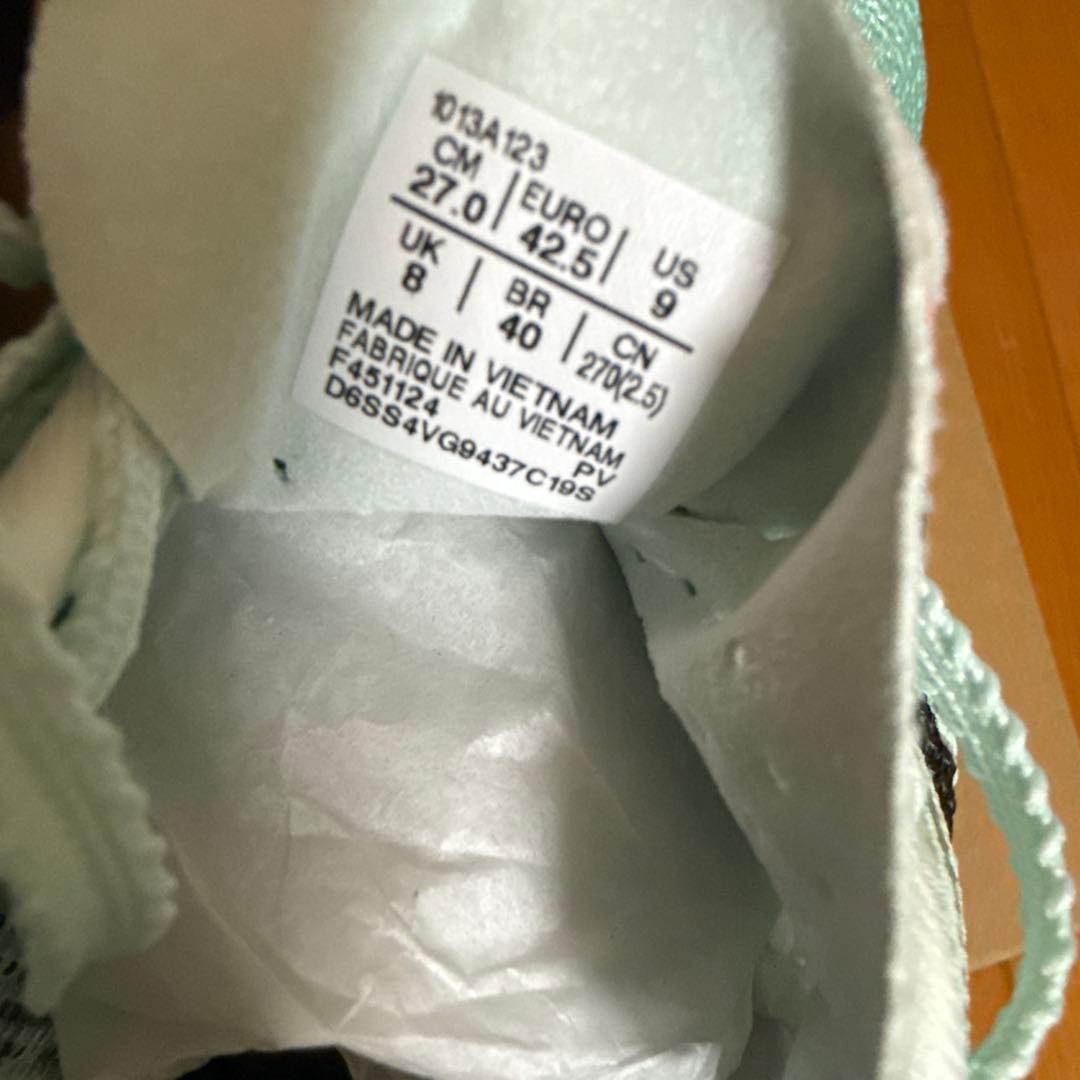 1013A123
CM | EURO | US
27.0 | 42.5 | 9
UK | BR | CN
8 | 40 | 270(2.5)
MADE IN VIETNAM
FABRIQUE AU VIETNAM
F451124 PV
D6SS4VG9437C19S